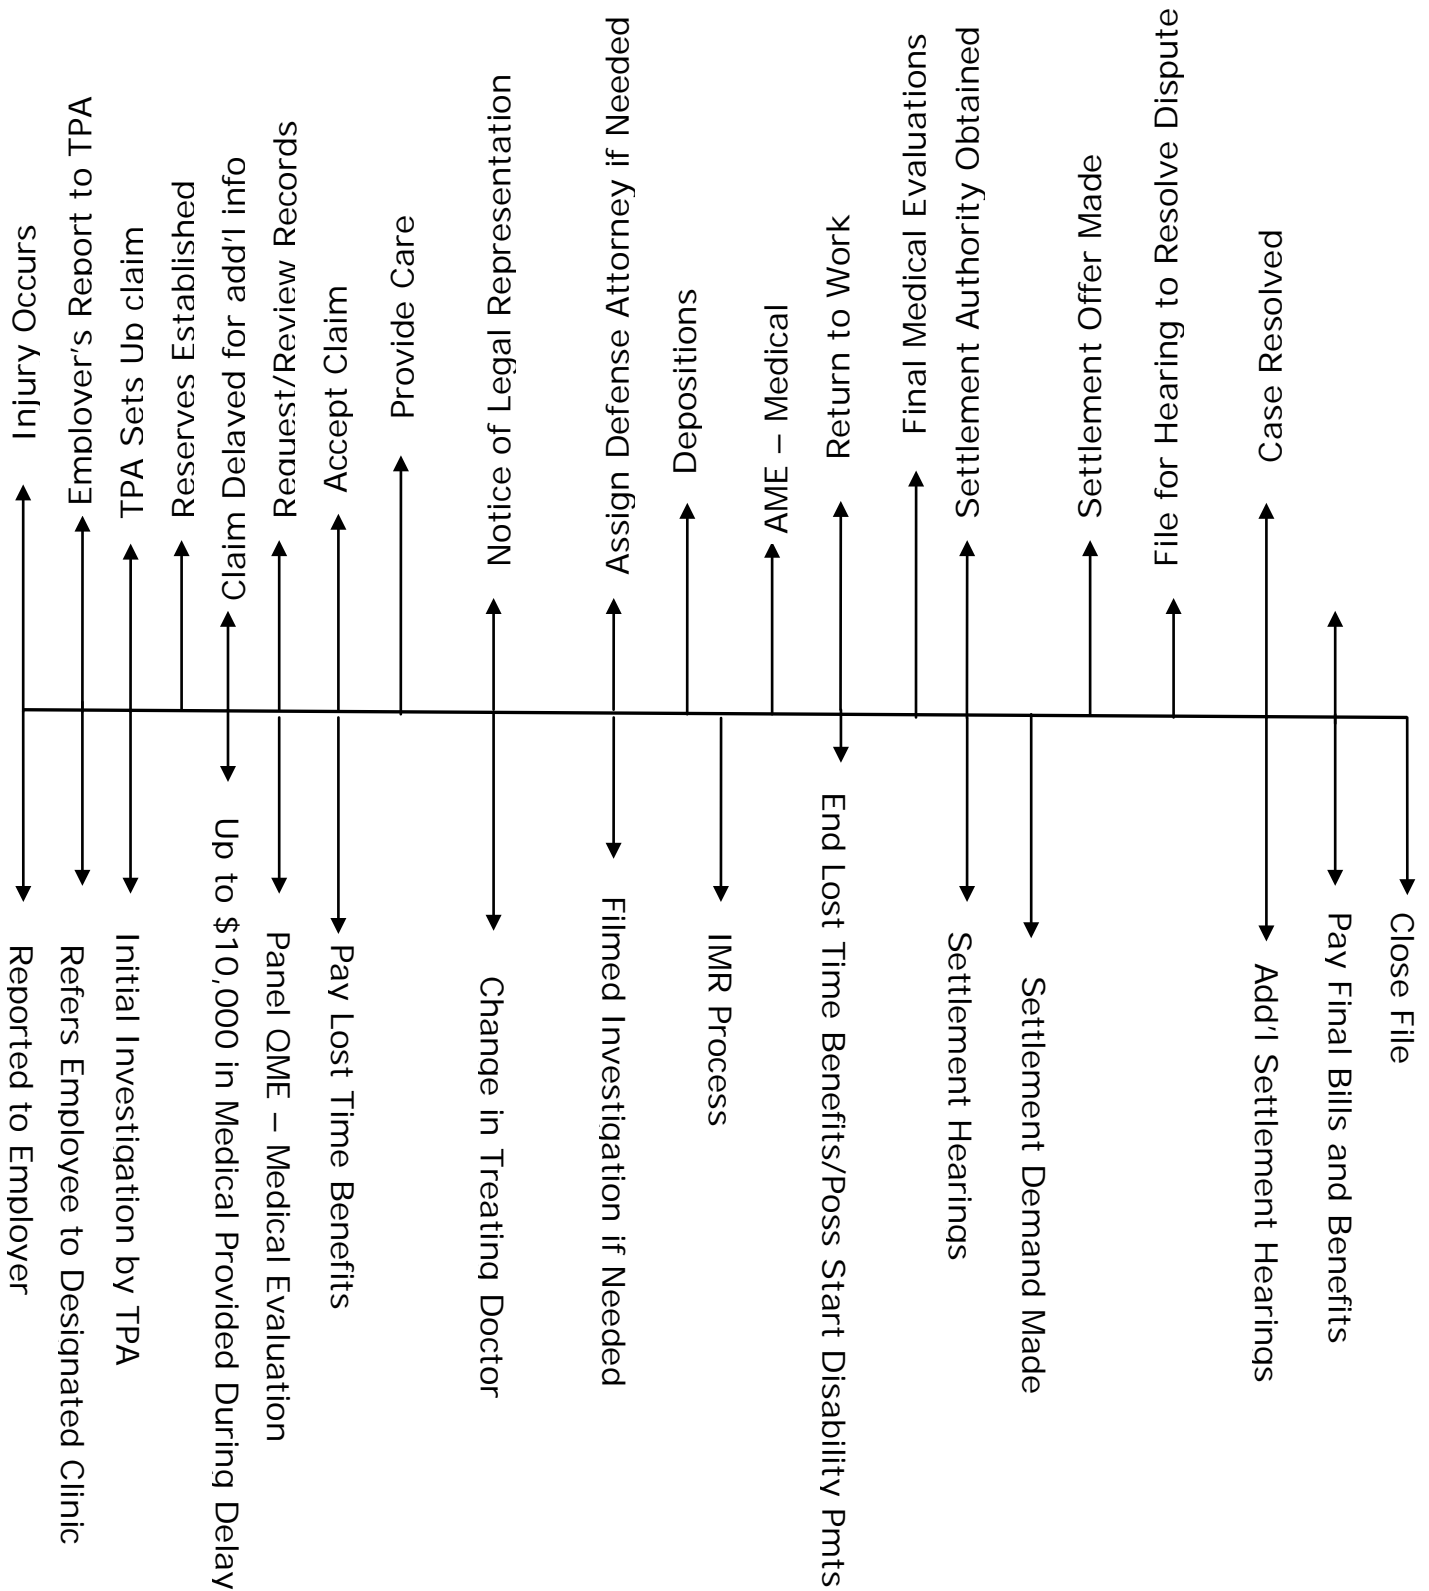 Injury Occurs
Employer's Report to TPA
TPA Sets Up claim
Reserves Established
Claim Delayed for add'l info
Request/Review Records
Accept Claim
Provide Care
Notice of Legal Representation
Assign Defense Attorney if Needed
Depositions
AME – Medical
Return to Work
Final Medical Evaluations
Settlement Authority Obtained
Settlement Offer Made
File for Hearing to Resolve Dispute
Case Resolved
Reported to Employer
Refers Employee to Designated Clinic
Initial Investigation by TPA
Up to $10,000 in Medical Provided During Delay
Panel QME – Medical Evaluation
Pay Lost Time Benefits
Change in Treating Doctor
Filmed Investigation if Needed
IMR Process
End Lost Time Benefits/Poss Start Disability Pmts
Settlement Hearings
Settlement Demand Made
Add'l Settlement Hearings
Pay Final Bills and Benefits
Close File